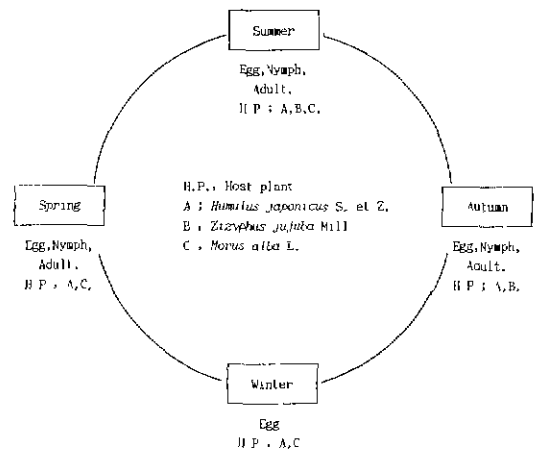 Summer
Egg,Nymph,
Adult.
H P ; A,B,C.
H.P., Host plant
A ; Humulus japonicus S. et Z.
B , Zizyphus jujuba Mill
C , Morus alba L.
Spring
Egg,Nymph,
Adult.
H P ; A,C.
Autumn
Egg,Nymph,
Adult.
H P ; A,B.
Winter
Egg
H P . A,C